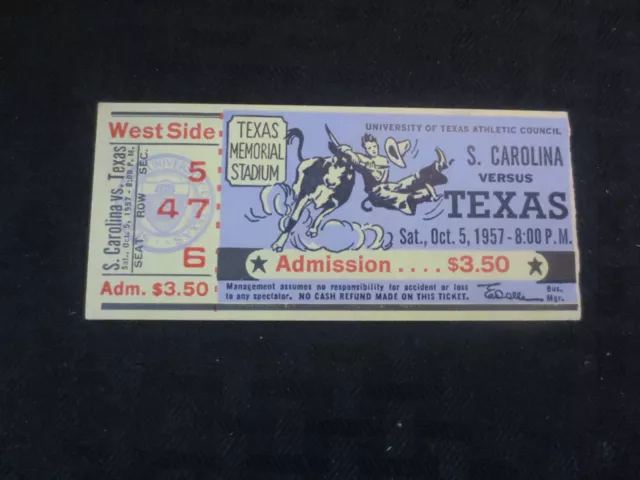 West Side
S. Carolina vs. Texas
Sat., Oct. 5, 1957 - 8:00 P. M.
SEC. 5
ROW 47
SEAT 6
Adm. $3.50
TEXAS
MEMORIAL
STADIUM
UNIVERSITY OF TEXAS ATHLETIC COUNCIL
S. CAROLINA
VERSUS
TEXAS
Sat., Oct. 5, 1957 - 8:00 P.M.
★ Admission .... $3.50 ★
Management assumes no responsibility for accident or loss
to any spectator. NO CASH REFUND MADE ON THIS TICKET.
Bus.
Mgr.